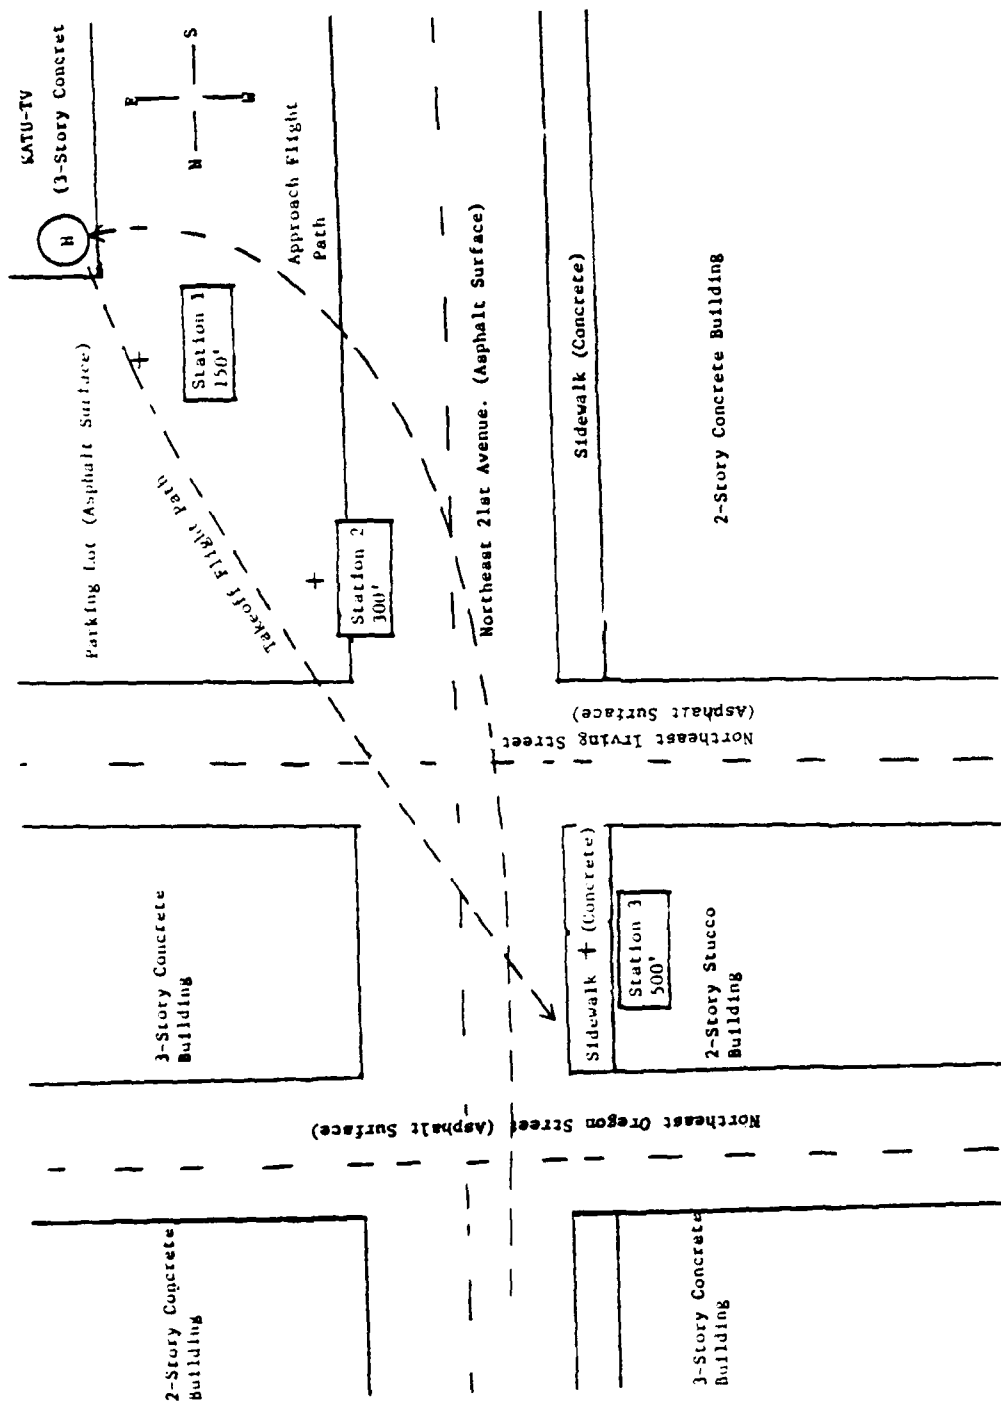 KATU-TV
(3-Story Concret
H
E
S
N
W
Parking Lot (Asphalt Surface)
Station 1
150'
Approach Flight
Path
Takeoff Flight Path
Station 2
300'
Northeast 21st Avenue. (Asphalt Surface)
Sidewalk (Concrete)
2-Story Concrete Building
Northeast Irving Street
(Asphalt Surface)
3-Story Concrete
Building
Sidewalk + (Concrete)
Station 3
500'
2-Story Stucco
Building
Northeast Oregon Street (Asphalt Surface)
2-Story Concrete
Building
3-Story Concrete
Building